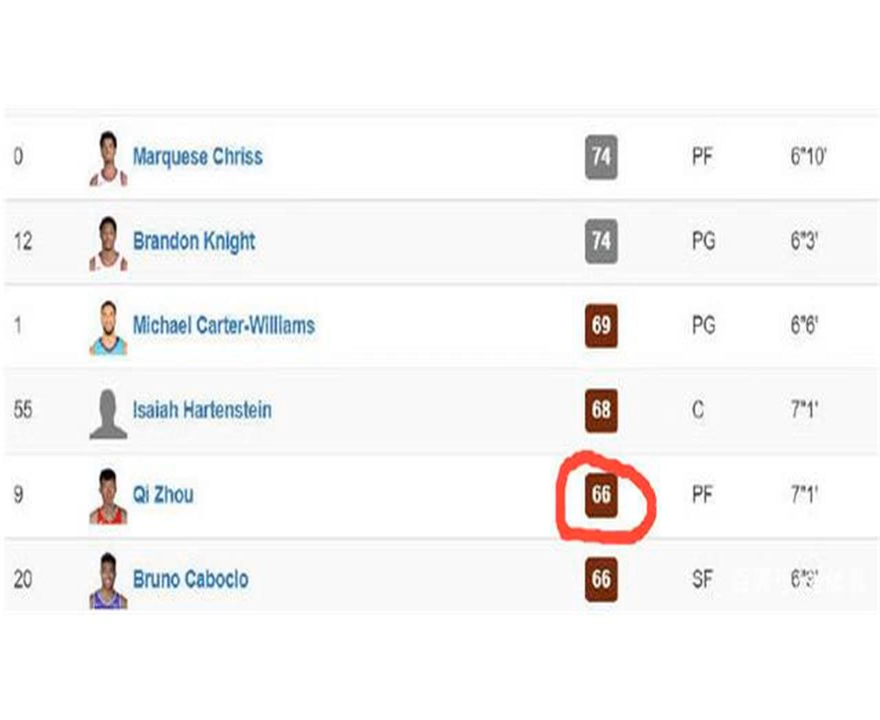 0 Marquese Chriss 74 PF 6"10'
12 Brandon Knight 74 PG 6"3'
1 Michael Carter-Williams 69 PG 6"6'
55 Isaiah Hartenstein 68 C 7"1'
9 Qi Zhou 66 PF 7"1'
20 Bruno Caboclo 66 SF 6"9'